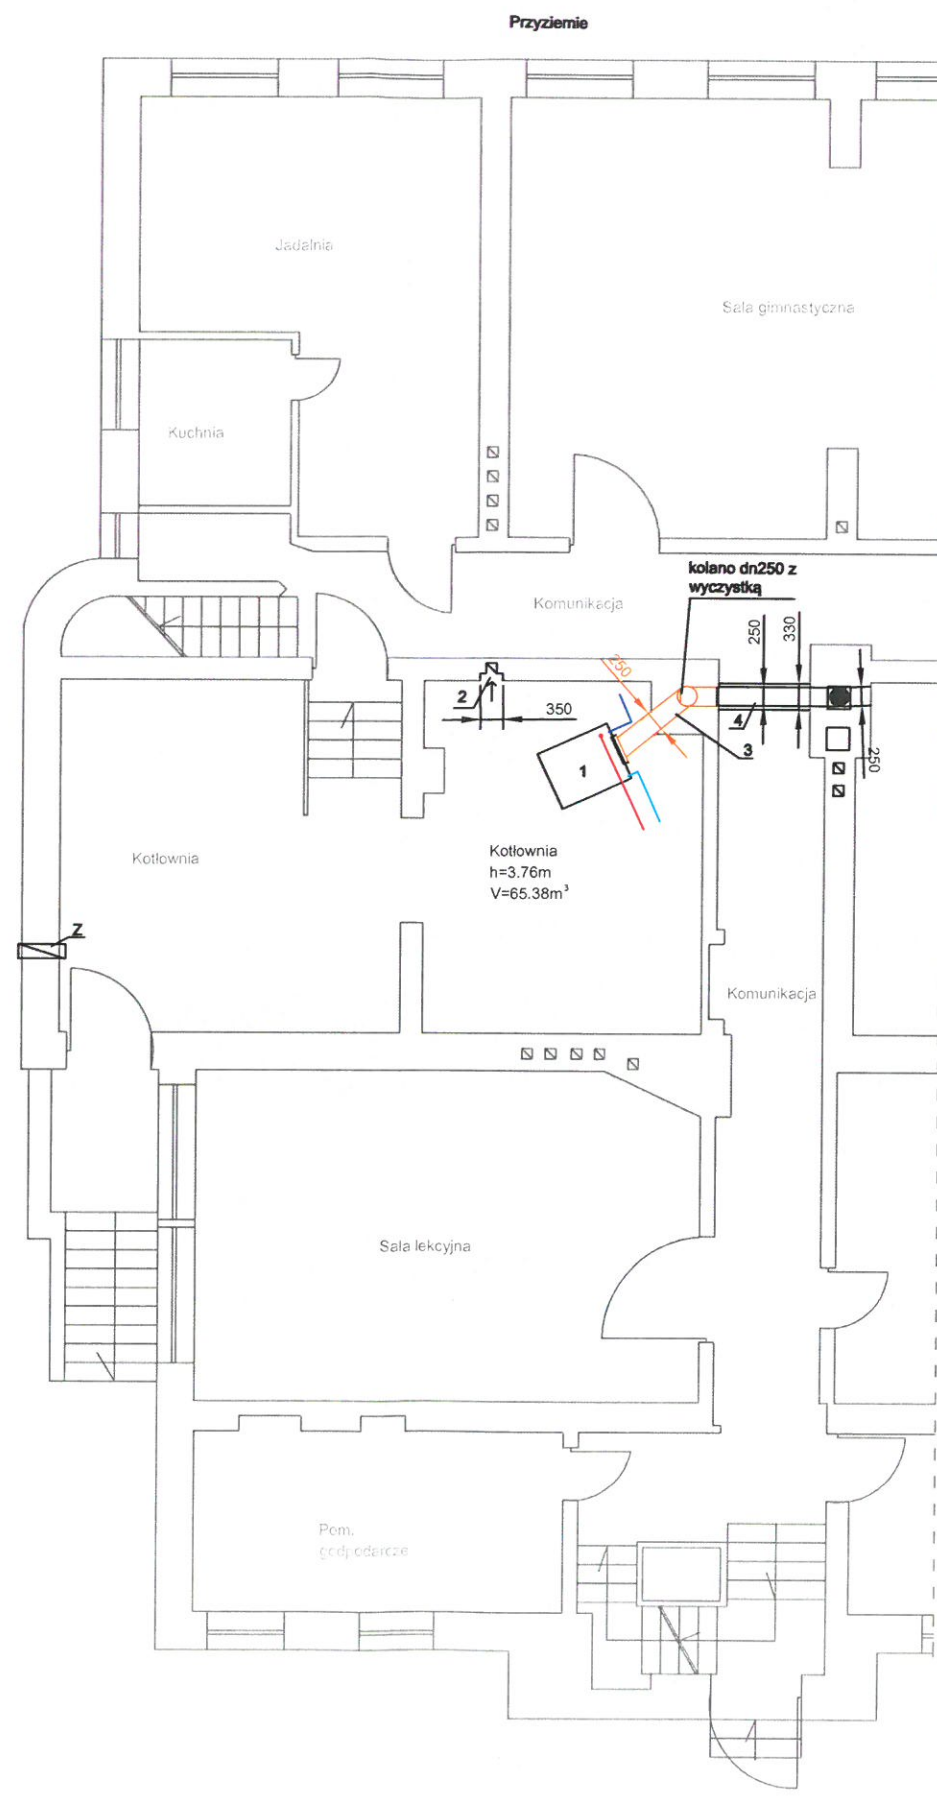 Przyziemie
Jadalnia
Sala gimnastyczna
Kuchnia
kolano dn250 z
wyczystką
Komunikacja
250
330
250
2
350
4
3
250
1
Kotłownia
Kotłownia
h=3.76m
V=65.38m³
Z
Komunikacja
Sala lekcyjna
Pom.
gospodarcze